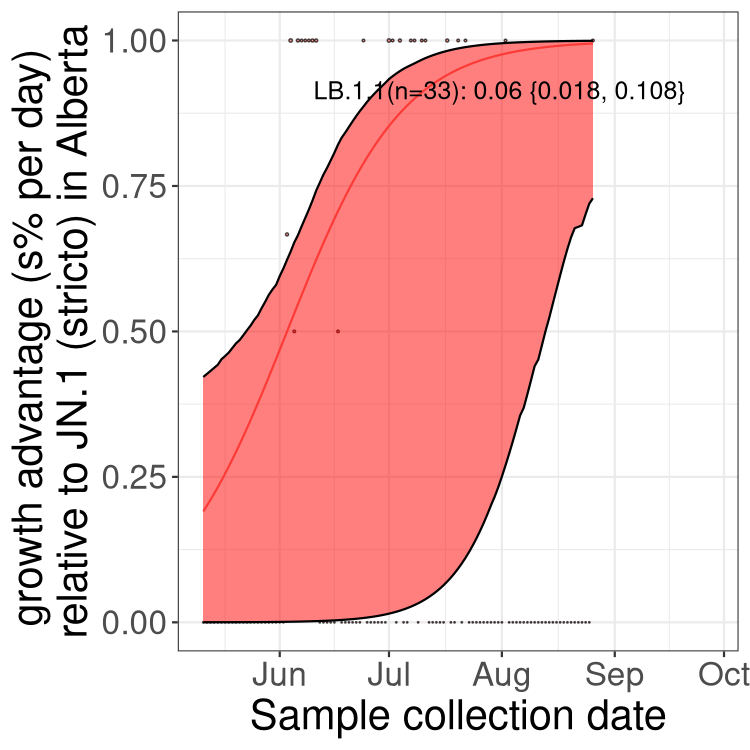 growth advantage (s% per day)
relative to JN.1 (stricto) in Alberta
1.00
0.75
0.50
0.25
0.00
LB.1.1(n=33): 0.06 {0.018, 0.108}
Jun Jul Aug Sep Oct
Sample collection date